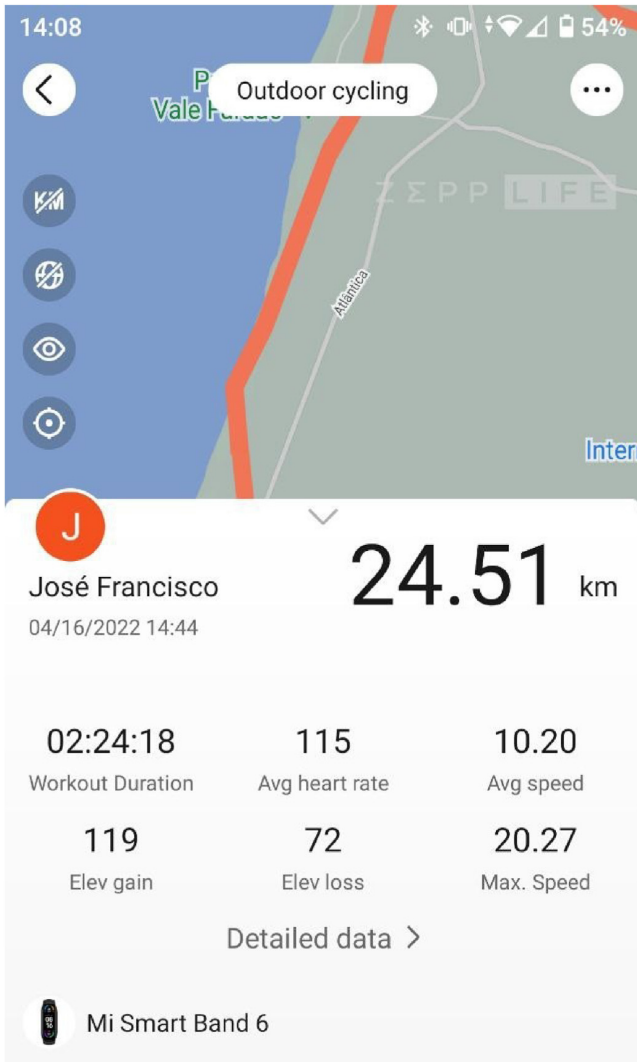 14:08
54%
Outdoor cycling
Vale
KM
ZEPP LIFE
Atlântica
Inter
J
24.51 km
José Francisco
04/16/2022 14:44
02:24:18 115 10.20
Workout Duration Avg heart rate Avg speed
119 72 20.27
Elev gain Elev loss Max. Speed
Detailed data >
Mi Smart Band 6